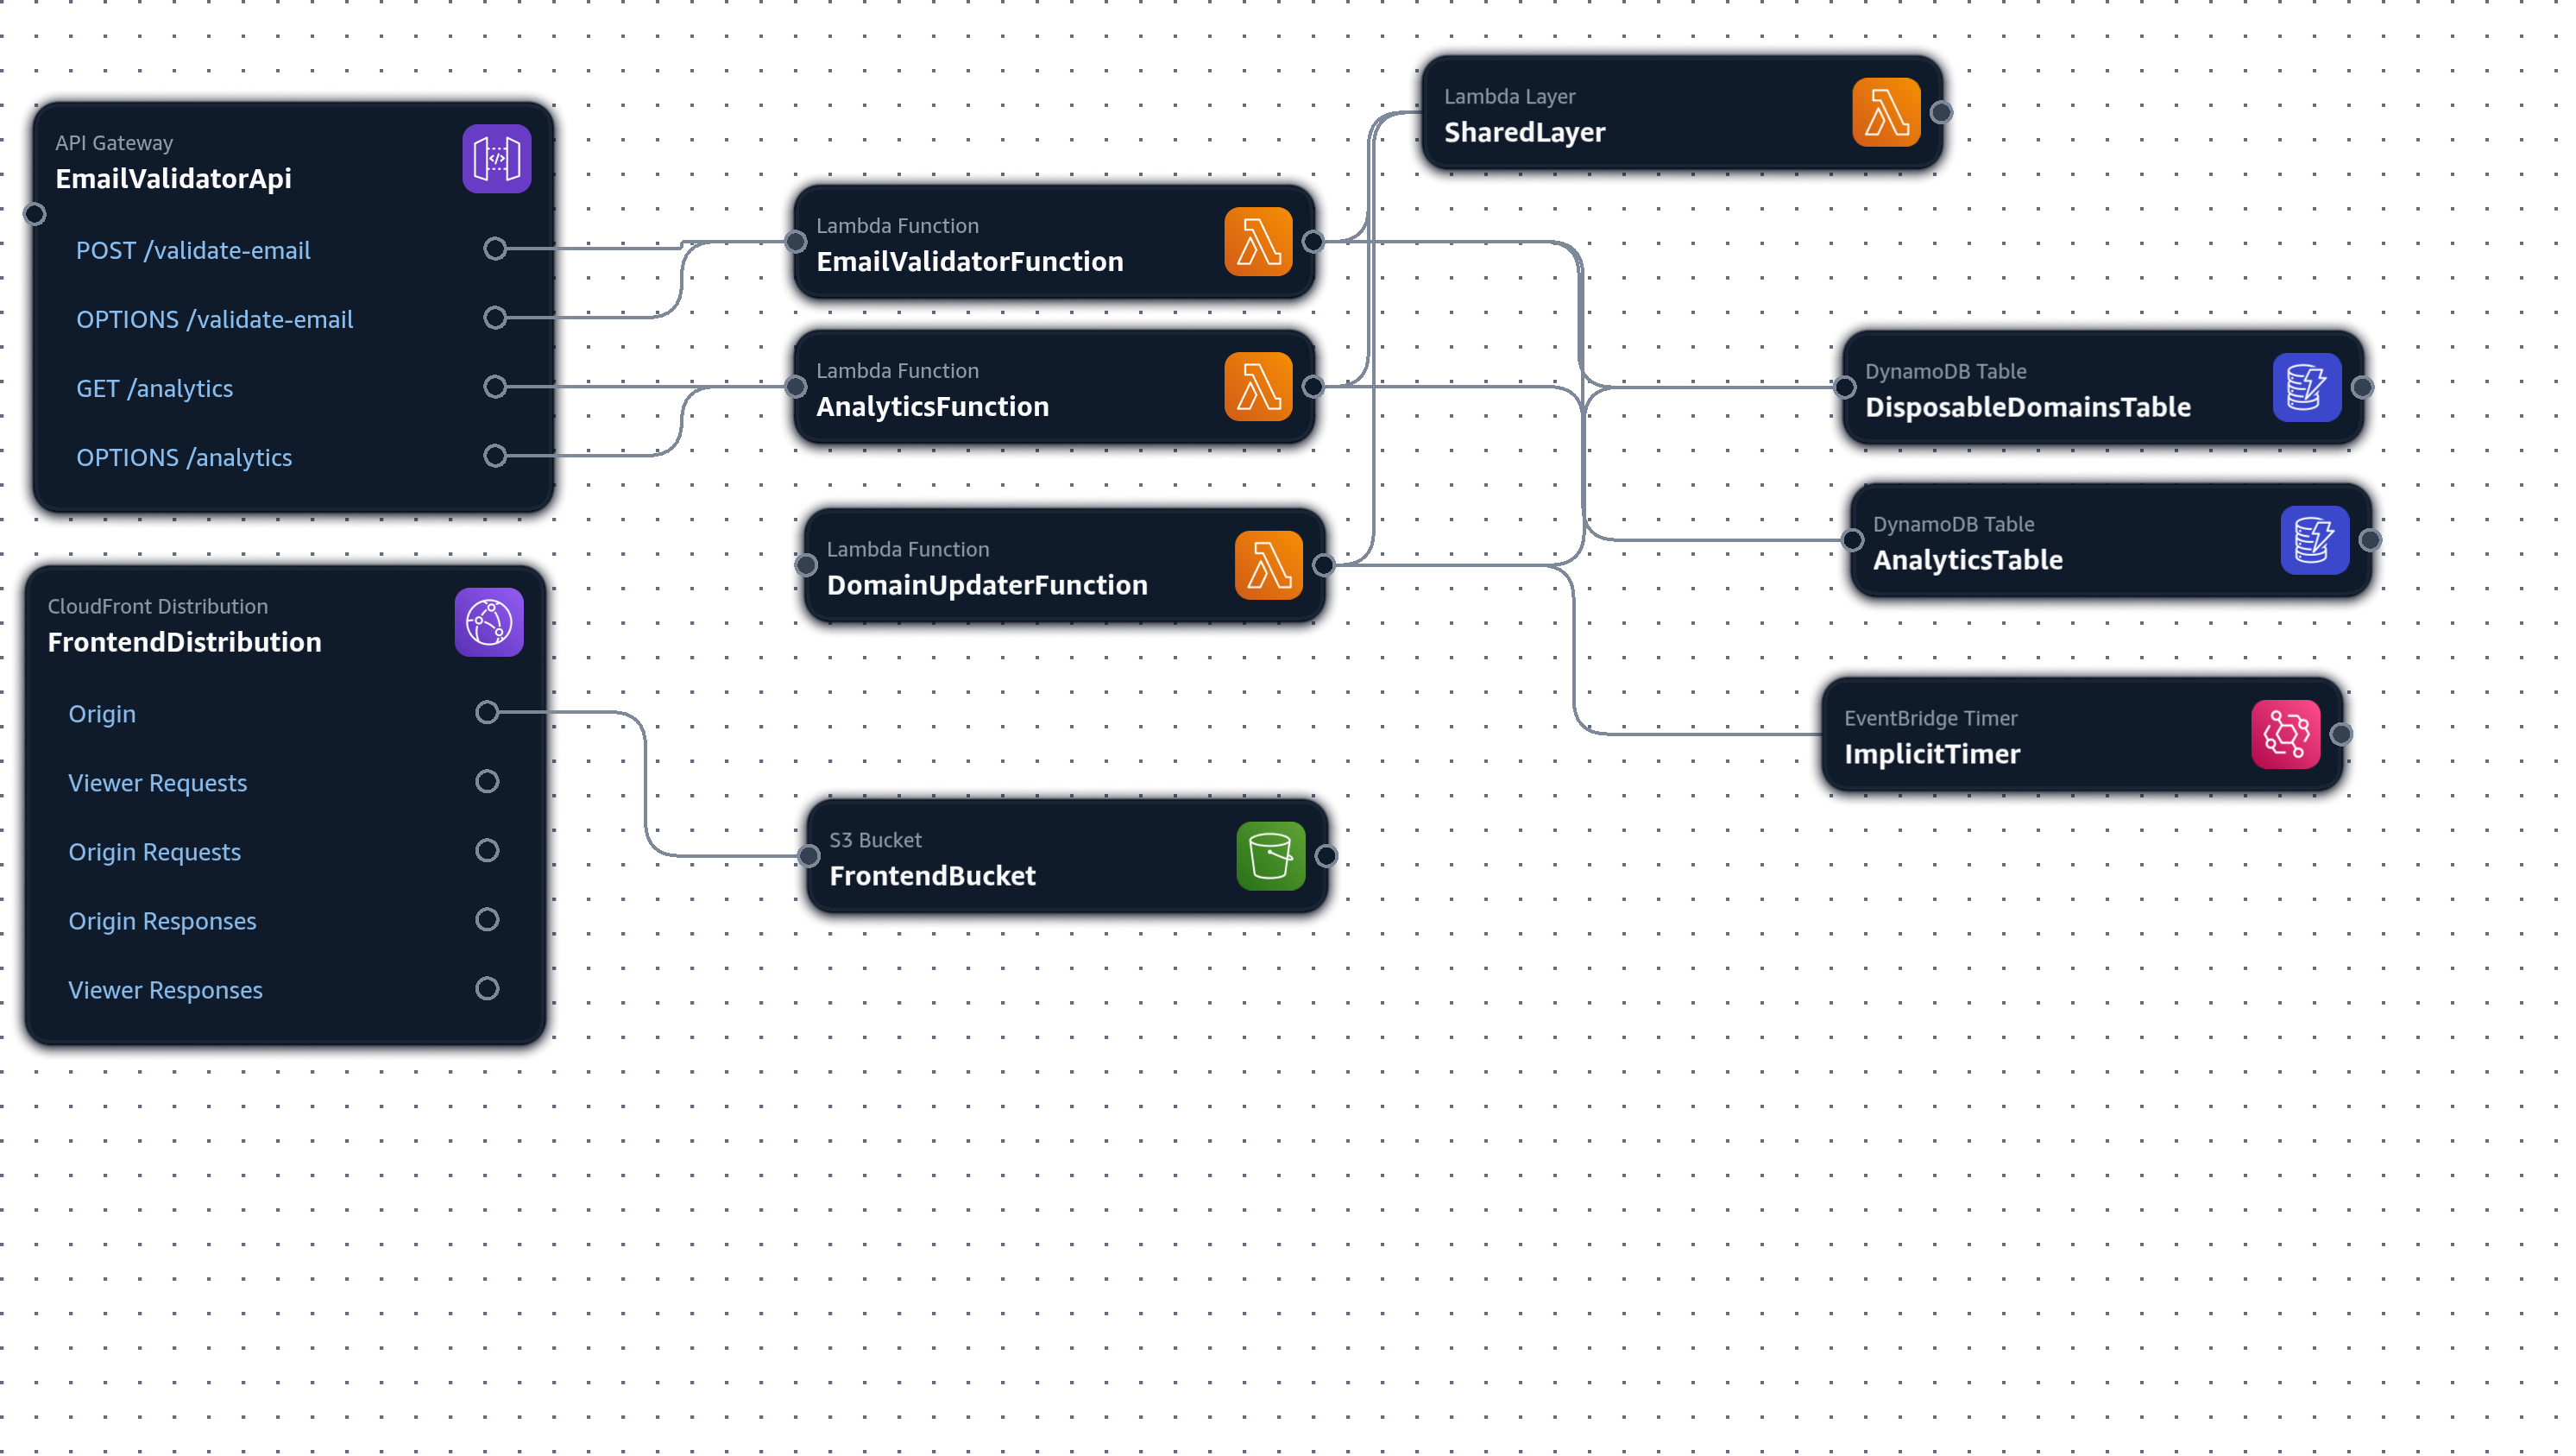 API Gateway
EmailValidatorApi
POST /validate-email
OPTIONS /validate-email
GET /analytics
OPTIONS /analytics
CloudFront Distribution
FrontendDistribution
Origin
Viewer Requests
Origin Requests
Origin Responses
Viewer Responses
Lambda Function
EmailValidatorFunction
Lambda Function
AnalyticsFunction
Lambda Function
DomainUpdaterFunction
S3 Bucket
FrontendBucket
Lambda Layer
SharedLayer
DynamoDB Table
DisposableDomainsTable
DynamoDB Table
AnalyticsTable
EventBridge Timer
ImplicitTimer